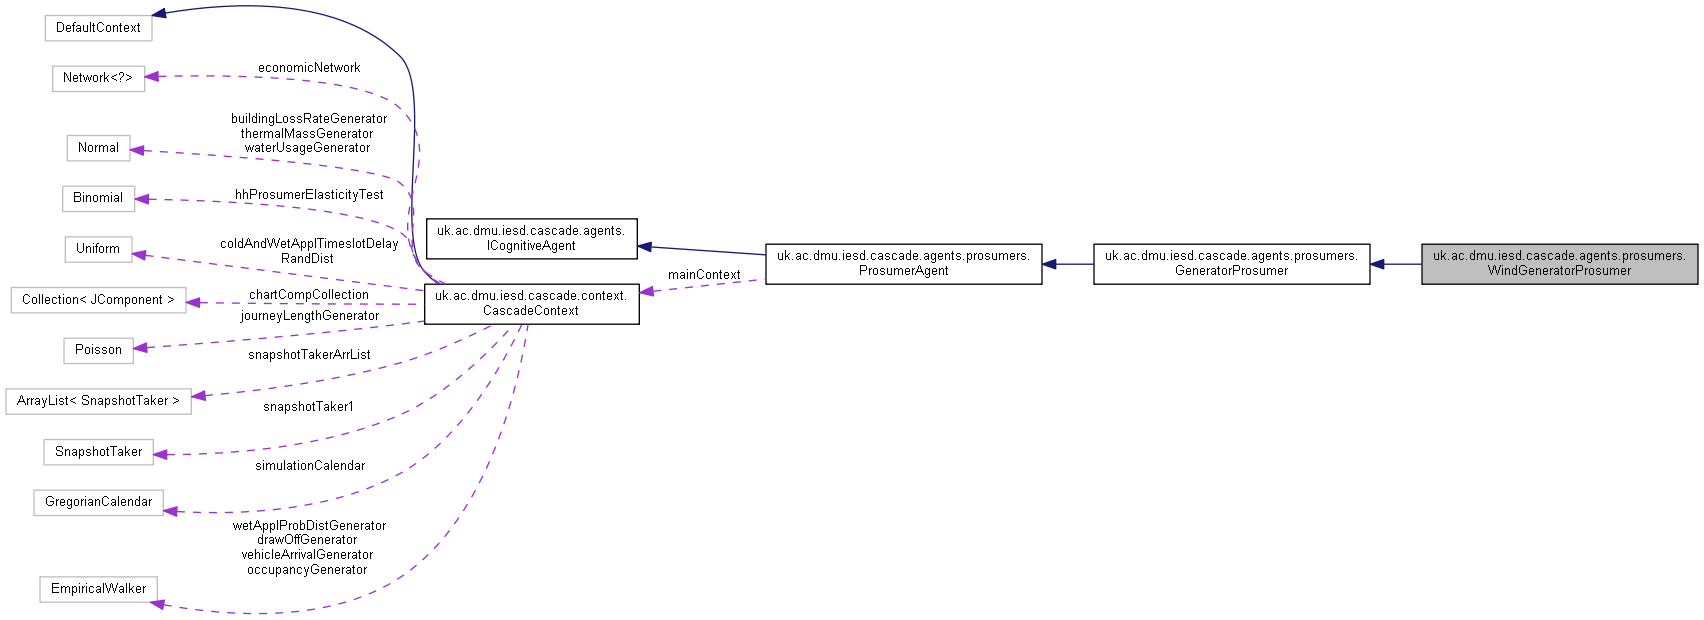 DefaultContext
economicNetwork
Network<?>
buildingLossRateGenerator
thermalMassGenerator
waterUsageGenerator
Normal
hhProsumerElasticityTest
Binomial
coldAndWetApplTimeslotDelay
RandDist
Uniform
uk.ac.dmu.iesd.cascade.agents.
ICognitiveAgent
uk.ac.dmu.iesd.cascade.agents.prosumers.
ProsumerAgent
uk.ac.dmu.iesd.cascade.agents.prosumers.
GeneratorProsumer
uk.ac.dmu.iesd.cascade.agents.prosumers.
WindGeneratorProsumer
mainContext
chartCompCollection
Collection< JComponent >
uk.ac.dmu.iesd.cascade.context.
CascadeContext
journeyLengthGenerator
Poisson
snapshotTakerArrList
ArrayList< SnapshotTaker >
snapshotTaker1
SnapshotTaker
simulationCalendar
GregorianCalendar
wetApplProbDistGenerator
drawOffGenerator
vehicleArrivalGenerator
occupancyGenerator
EmpiricalWalker